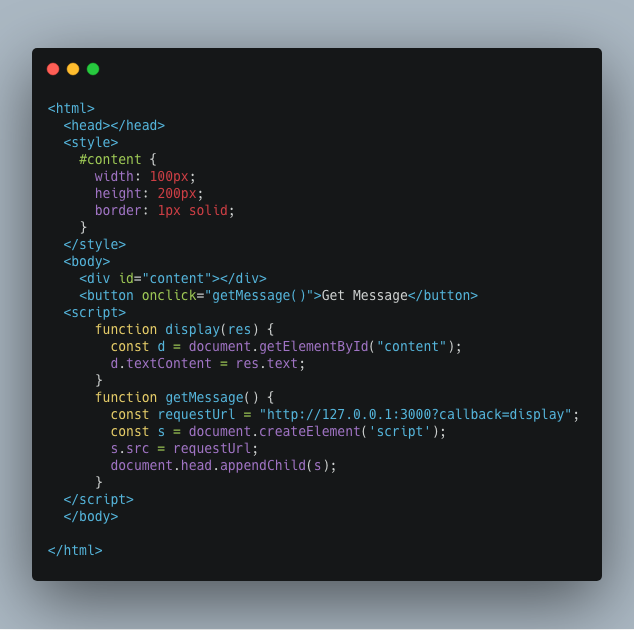 <html>
  <head></head>
  <style>
    #content {
      width: 100px;
      height: 200px;
      border: 1px solid;
    }
  </style>
  <body>
    <div id="content"></div>
    <button onclick="getMessage()">Get Message</button>
  <script>
      function display(res) {
        const d = document.getElementById("content");
        d.textContent = res.text;
      }
      function getMessage() {
        const requestUrl = "http://127.0.0.1:3000?callback=display";
        const s = document.createElement('script');
        s.src = requestUrl;
        document.head.appendChild(s);
      }
  </script>
  </body>

</html>